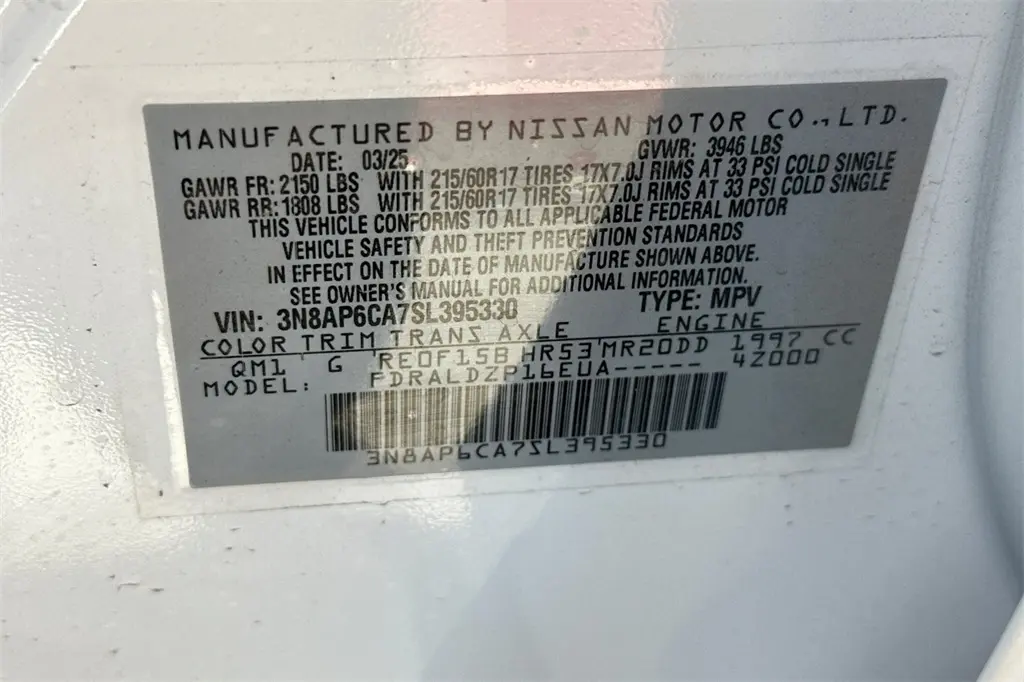 MANUFACTURED BY NISSAN MOTOR CO.,LTD.
DATE: 03/25 GVWR: 3946 LBS
GAWR FR: 2150 LBS WITH 215/60R17 TIRES 17X7.0J RIMS AT 33 PSI COLD SINGLE
GAWR RR: 1808 LBS WITH 215/60R17 TIRES 17X7.0J RIMS AT 33 PSI COLD SINGLE
THIS VEHICLE CONFORMS TO ALL APPLICABLE FEDERAL MOTOR
VEHICLE SAFETY AND THEFT PREVENTION STANDARDS
IN EFFECT ON THE DATE OF MANUFACTURE SHOWN ABOVE.
SEE OWNER'S MANUAL FOR ADDITIONAL INFORMATION.
VIN: 3N8AP6CA7SL395330 TYPE: MPV
COLOR TRIM TRANS AXLE ENGINE
QM1 G RE0F15B HR53 MR20DD 1997 CC
MODEL: FDRALDZP16EUA----- 4Z000
3N8AP6CA7SL395330